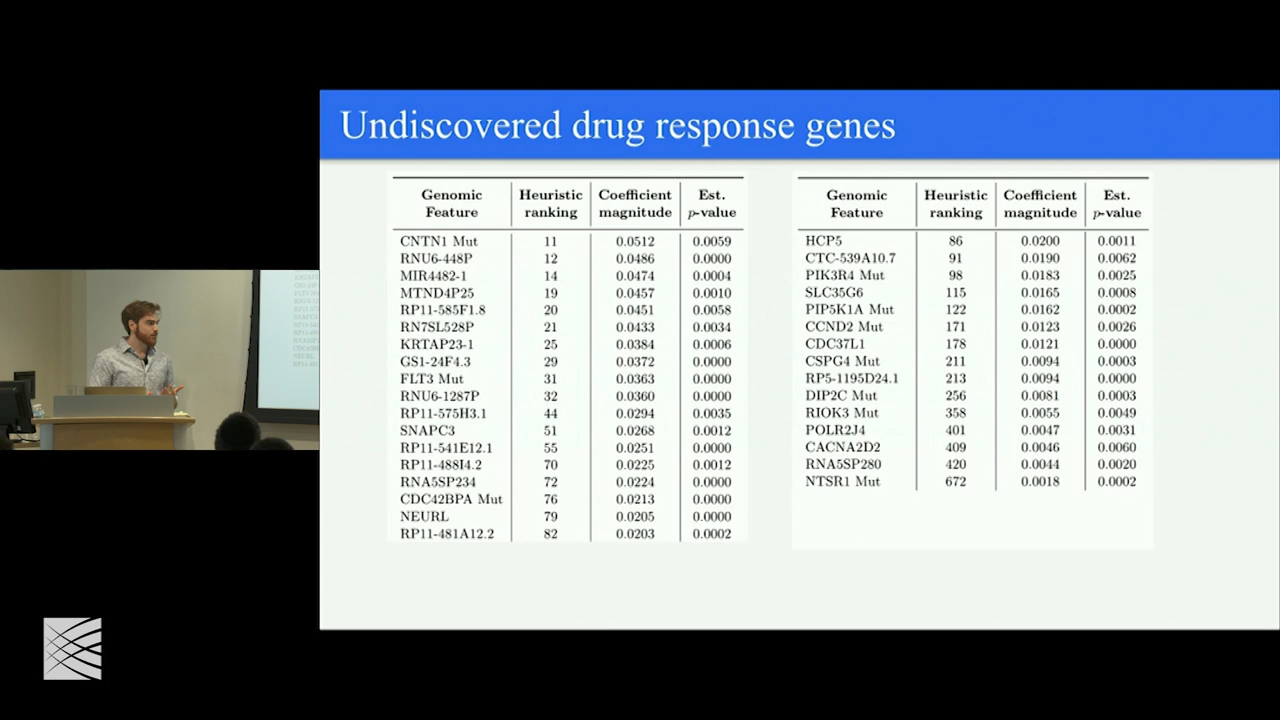 Undiscovered drug response genes
Genomic Feature Heuristic ranking Coefficient magnitude Est. p-value
CNTN1 Mut 11 0.0512 0.0059
RNU6-448P 12 0.0486 0.0000
MIR4482-1 14 0.0474 0.0004
MTND4P25 19 0.0457 0.0010
RP11-585F1.8 20 0.0451 0.0058
RN7SL528P 21 0.0433 0.0034
KRTAP23-1 25 0.0384 0.0006
GS1-24F4.3 29 0.0372 0.0000
FLT3 Mut 31 0.0363 0.0000
RNU6-1287P 32 0.0360 0.0000
RP11-575H3.1 44 0.0294 0.0035
SNAPC3 51 0.0268 0.0012
RP11-541E12.1 55 0.0251 0.0000
RP11-488I4.2 70 0.0225 0.0012
RNA5SP234 72 0.0224 0.0000
CDC42BPA Mut 76 0.0213 0.0000
NEURL 79 0.0205 0.0000
RP11-481A12.2 82 0.0203 0.0002
Genomic Feature Heuristic ranking Coefficient magnitude Est. p-value
HCP5 86 0.0200 0.0011
CTC-539A10.7 91 0.0190 0.0062
PIK3R4 Mut 98 0.0183 0.0025
SLC35G6 115 0.0165 0.0008
PIP5K1A Mut 122 0.0162 0.0002
CCND2 Mut 171 0.0123 0.0026
CDC37L1 178 0.0121 0.0000
CSPG4 Mut 211 0.0094 0.0003
RP5-1195D24.1 213 0.0094 0.0000
DIP2C Mut 256 0.0081 0.0003
RIOK3 Mut 358 0.0055 0.0049
POLR2J4 401 0.0047 0.0031
CACNA2D2 409 0.0046 0.0060
RNA5SP280 420 0.0044 0.0020
NTSR1 Mut 672 0.0018 0.0002